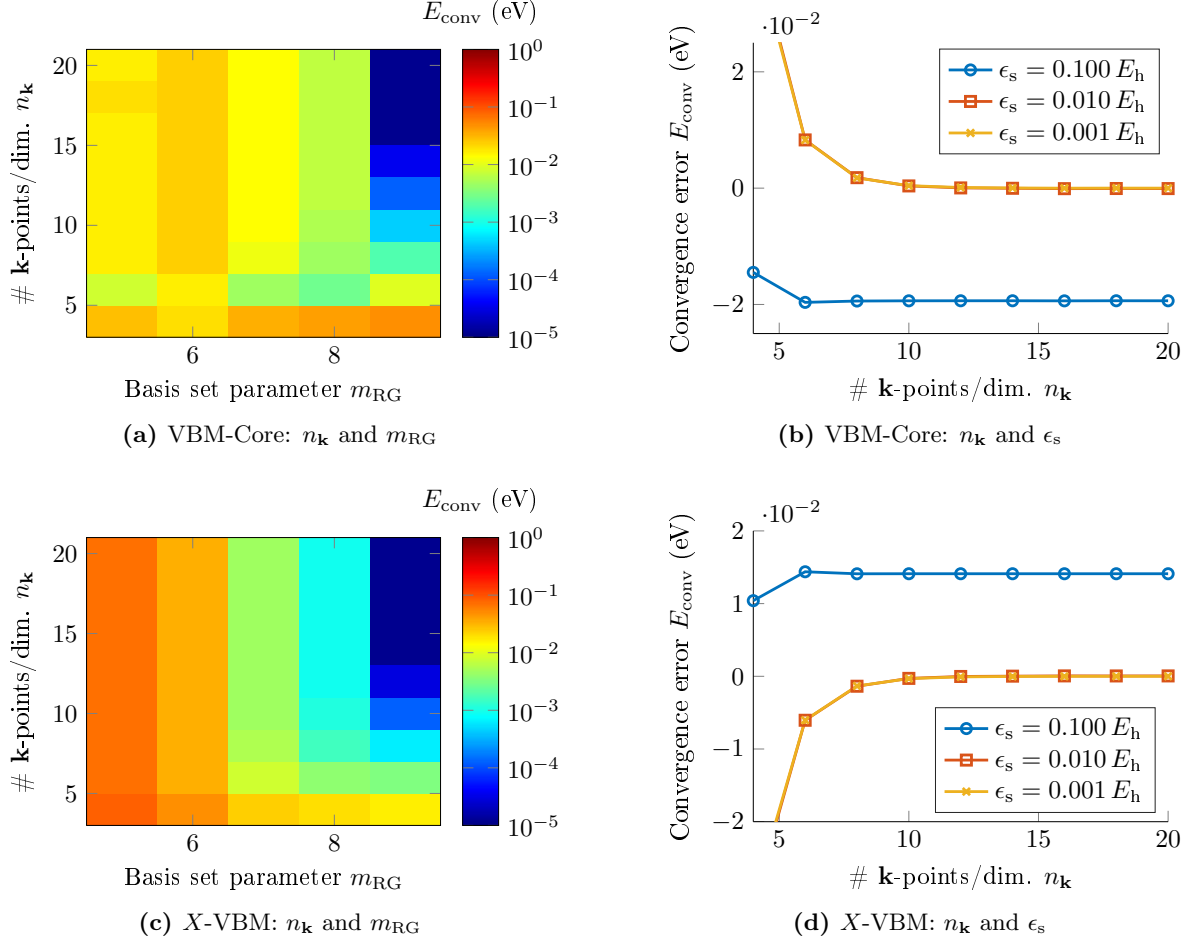 E_conv (eV)
10^0
10^−1
10^−2
10^−3
10^−4
10^−5
20
15
10
5
# k-points/dim. n_k
6
8
Basis set parameter m_RG
(a) VBM-Core: n_k and m_RG
·10^−2
2
0
−2
Convergence error E_conv (eV)
ϵ_s = 0.100 E_h
ϵ_s = 0.010 E_h
ϵ_s = 0.001 E_h
5
10
15
20
# k-points/dim. n_k
(b) VBM-Core: n_k and ϵ_s
E_conv (eV)
10^0
10^−1
10^−2
10^−3
10^−4
10^−5
20
15
10
5
# k-points/dim. n_k
6
8
Basis set parameter m_RG
(c) X-VBM: n_k and m_RG
·10^−2
2
1
0
−1
−2
Convergence error E_conv (eV)
ϵ_s = 0.100 E_h
ϵ_s = 0.010 E_h
ϵ_s = 0.001 E_h
5
10
15
20
# k-points/dim. n_k
(d) X-VBM: n_k and ϵ_s